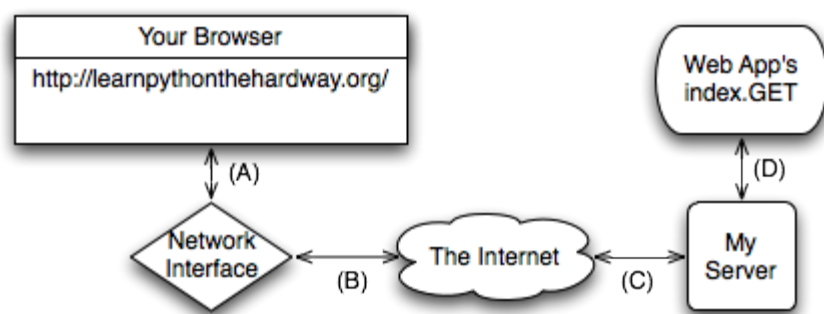 Your Browser
http://learnpythonthehardway.org/
Web App's
index.GET
(A)
(D)
Network
Interface
(B)
The Internet
(C)
My
Server